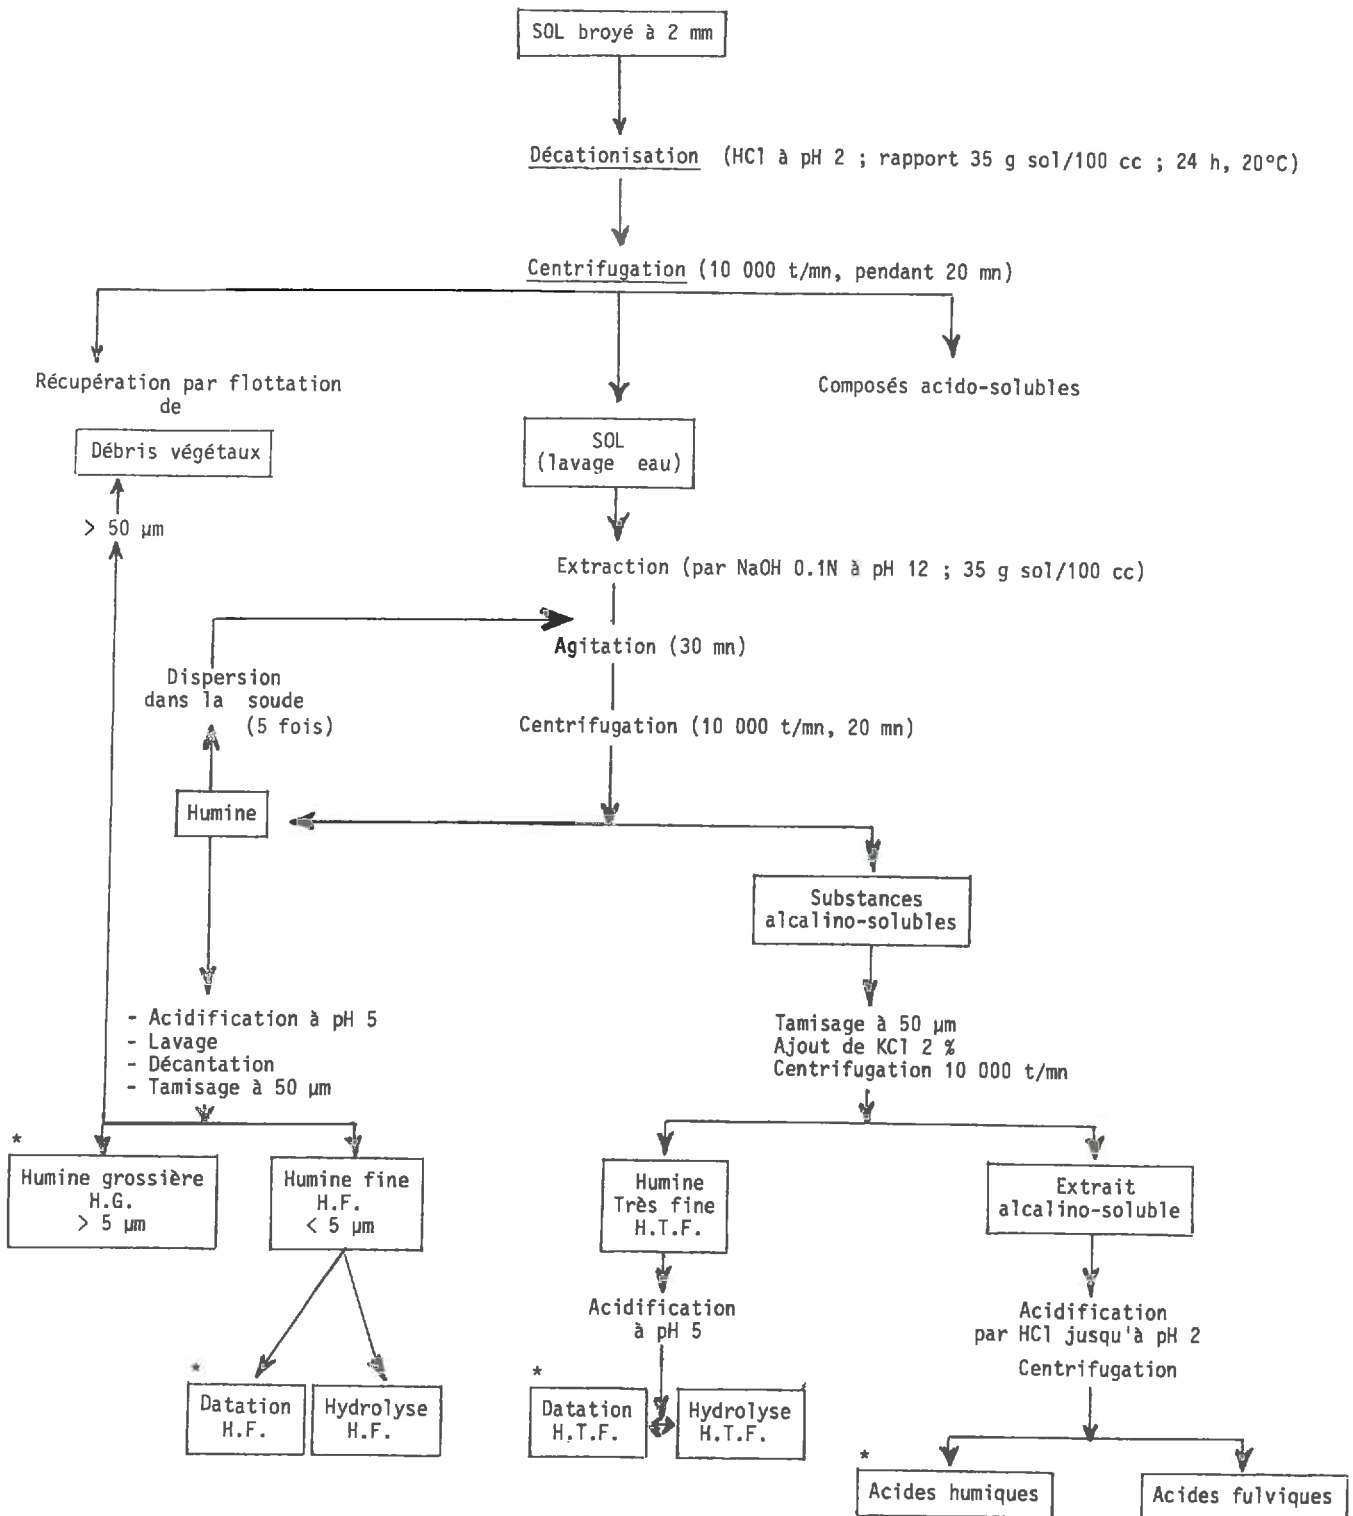 SOL broyé à 2 mm
Décationisation (HCl à pH 2 ; rapport 35 g sol/100 cc ; 24 h, 20°C)
Centrifugation (10 000 t/mn, pendant 20 mn)
Récupération par flottation
de
Débris végétaux
> 50 µm
Composés acido-solubles
SOL
(lavage eau)
Extraction (par NaOH 0.1N à pH 12 ; 35 g sol/100 cc)
Agitation (30 mn)
Dispersion
dans la soude
(5 fois)
Centrifugation (10 000 t/mn, 20 mn)
Humine
Substances
alcalino-solubles
- Acidification à pH 5
- Lavage
- Décantation
- Tamisage à 50 µm
Tamisage à 50 µm
Ajout de KCl 2 %
Centrifugation 10 000 t/mn
*
Humine grossière
H.G.
> 5 µm
Humine fine
H.F.
< 5 µm
Humine
Très fine
H.T.F.
Extrait
alcalino-soluble
Acidification
à pH 5
Acidification
par HCl jusqu'à pH 2
Centrifugation
*
Datation
H.F.
Hydrolyse
H.F.
*
Datation
H.T.F.
Hydrolyse
H.T.F.
*
Acides humiques
Acides fulviques